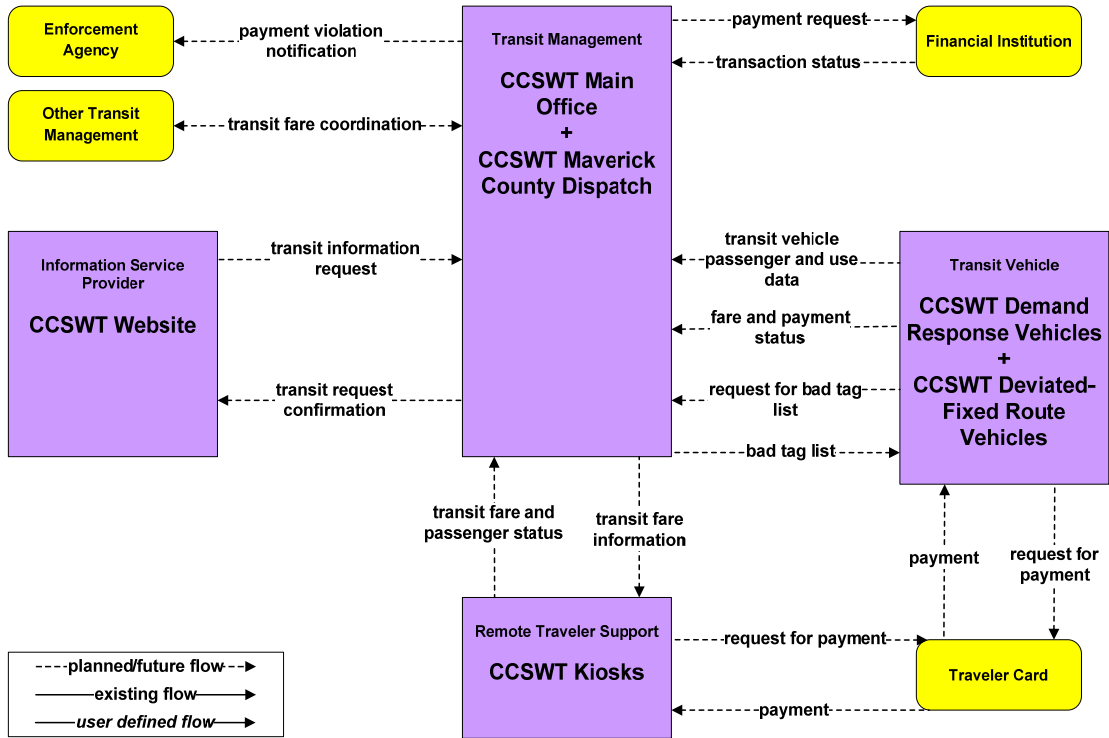 Enforcement
Agency
payment violation
notification
Other Transit
Management
transit fare coordination
Transit Management
CCSWT Main
Office
+
CCSWT Maverick
County Dispatch
payment request
transaction status
Financial Institution
Information Service
Provider
CCSWT Website
transit information
request
transit request
confirmation
transit vehicle
passenger and use
data
fare and payment
status
request for bad tag
list
bad tag list
Transit Vehicle
CCSWT Demand
Response Vehicles
+
CCSWT Deviated-
Fixed Route
Vehicles
transit fare and
passenger status
transit fare
information
payment
request for
payment
Remote Traveler Support
CCSWT Kiosks
request for payment
payment
Traveler Card
planned/future flow
existing flow
user defined flow